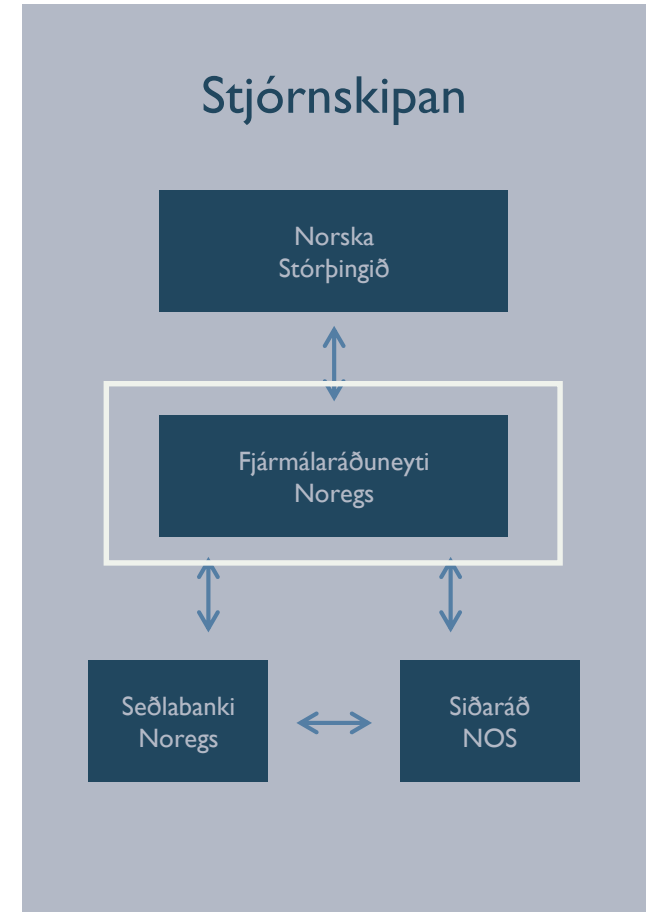 Stjórnskipan
Norska
Stórþingið
Fjármálaráðuneyti
Noregs
Seðlabanki
Noregs
Siðaráð
NOS